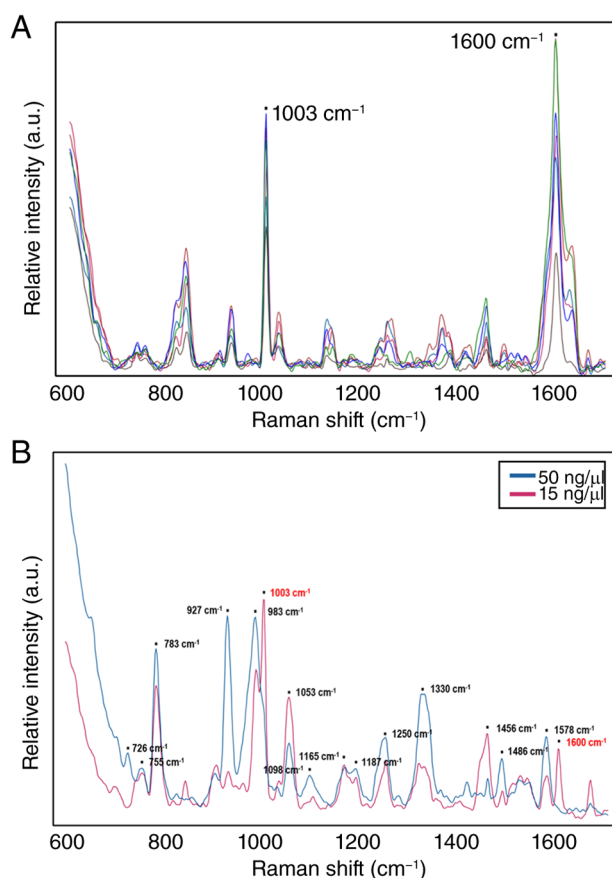 A
1600 cm⁻¹
1003 cm⁻¹
Relative intensity (a.u.)
600 800 1000 1200 1400 1600
Raman shift (cm⁻¹)
B
50 ng/μl
15 ng/μl
1003 cm⁻¹
927 cm⁻¹ 983 cm⁻¹
783 cm⁻¹
1053 cm⁻¹ 1330 cm⁻¹
1250 cm⁻¹ 1456 cm⁻¹ 1578 cm⁻¹
726 cm⁻¹ 1600 cm⁻¹
755 cm⁻¹ 1098 cm⁻¹ 1165 cm⁻¹ 1187 cm⁻¹ 1486 cm⁻¹
Relative intensity (a.u.)
600 800 1000 1200 1400 1600
Raman shift (cm⁻¹)